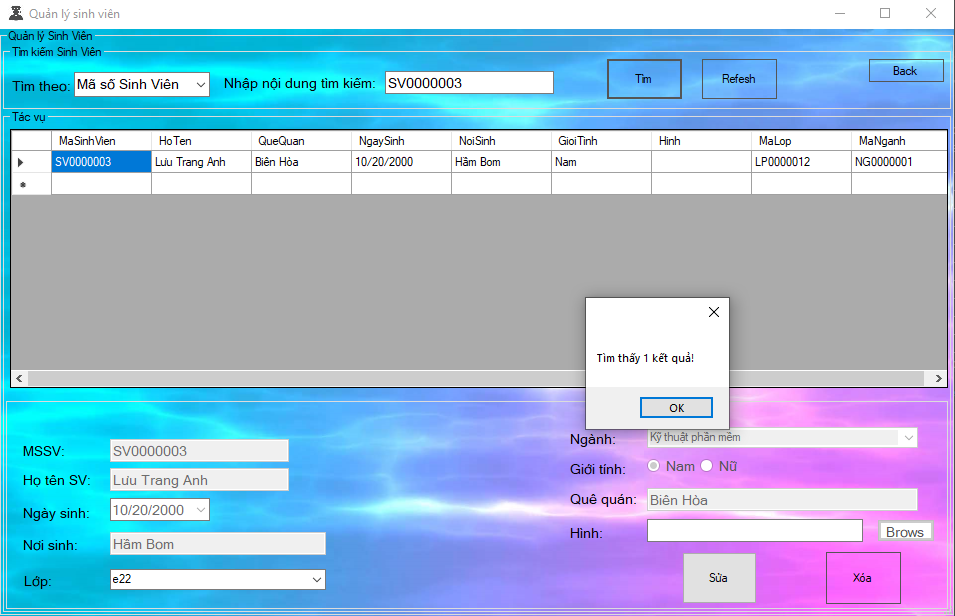 Quản lý sinh viên
Quản lý Sinh Viên
Tìm kiếm Sinh Viên
Tìm theo: Mã số Sinh Viên Nhập nội dung tìm kiếm: SV0000003 Tìm Refesh Back
Tác vụ
MaSinhVien HoTen QueQuan NgaySinh NoiSinh GioiTinh Hinh MaLop MaNganh
SV0000003 Lưu Trang Anh Biên Hòa 10/20/2000 Hầm Bom Nam LP0000012 NG0000001
Tìm thấy 1 kết quả!
OK
MSSV: SV0000003
Họ tên SV: Lưu Trang Anh
Ngày sinh: 10/20/2000
Nơi sinh: Hầm Bom
Lớp: e22
Ngành: Kỹ thuật phần mềm
Giới tính: Nam Nữ
Quê quán: Biên Hòa
Hình: Brows
Sửa Xóa